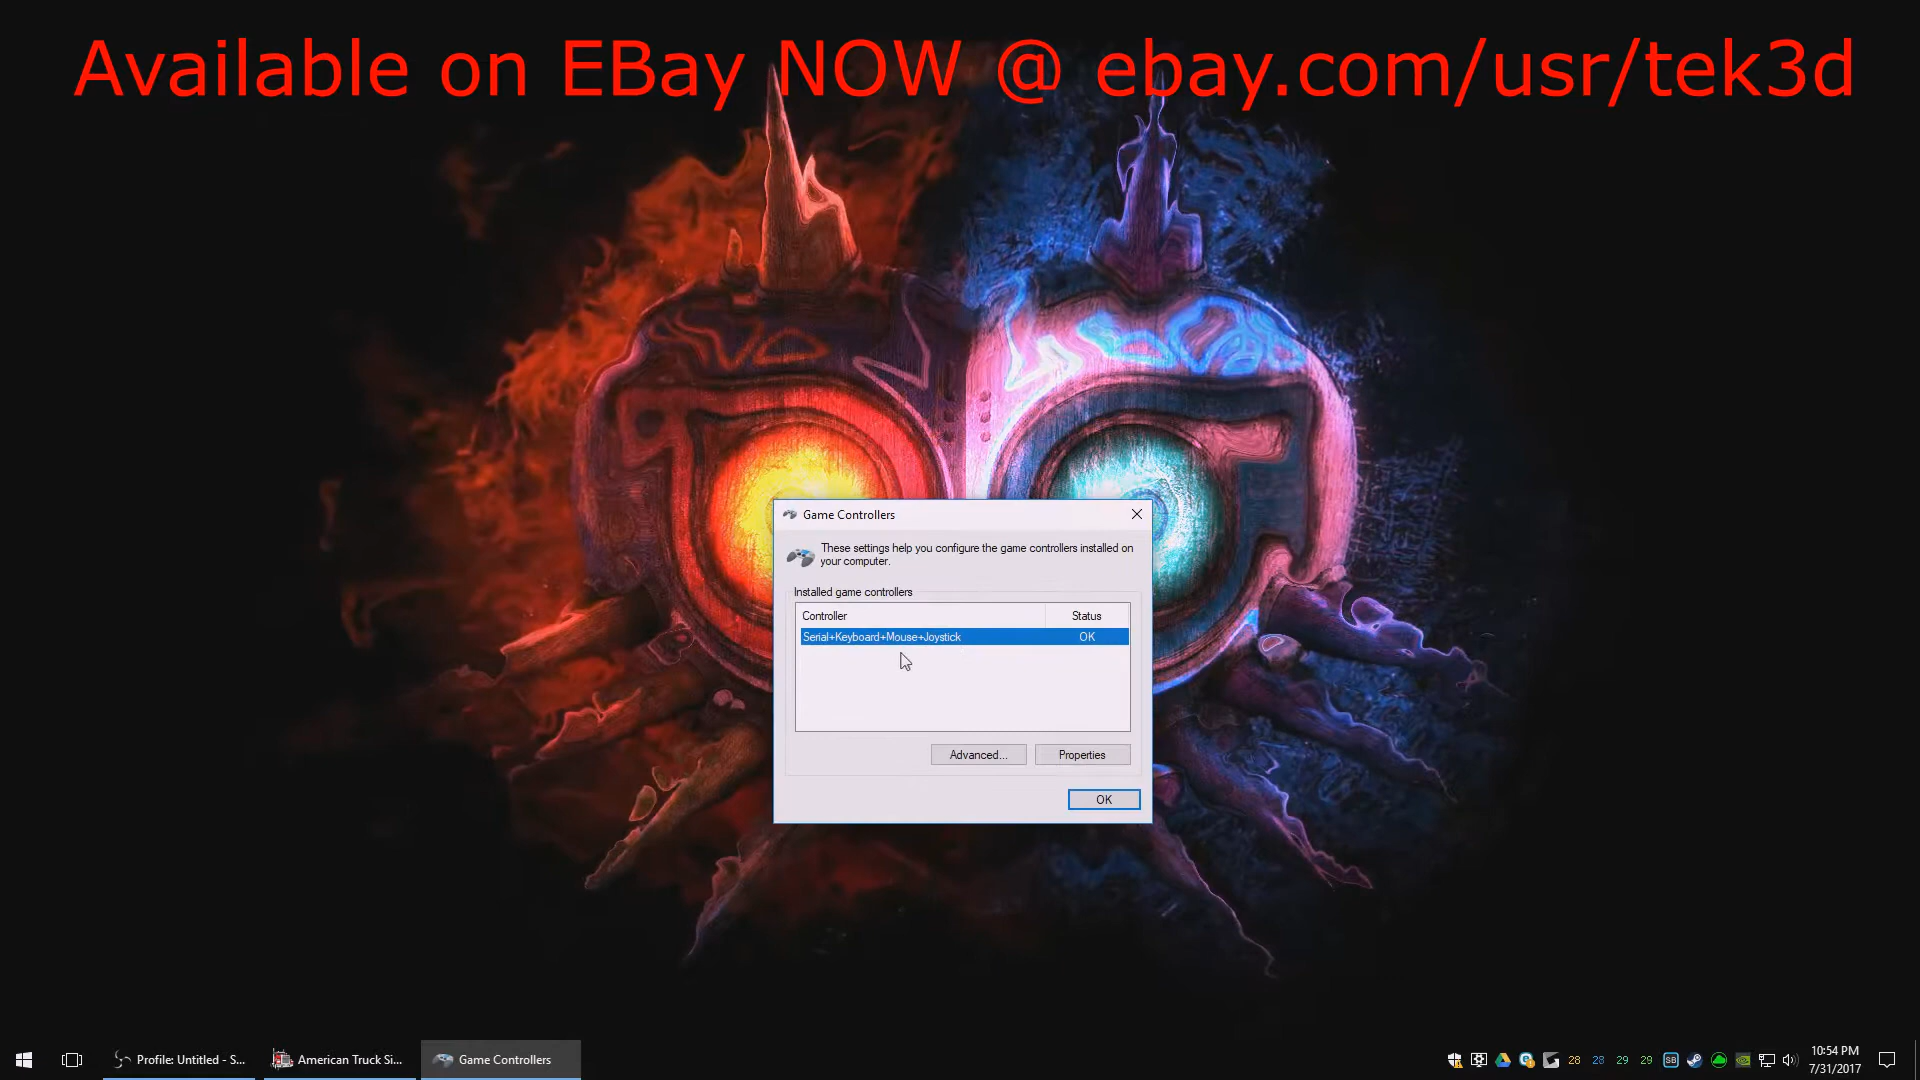 Available on EBay NOW @ ebay.com/usr/tek3d
Game Controllers
These settings help you configure the game controllers installed on
your computer.
Installed game controllers
Controller Status
Serial+Keyboard+Mouse+Joystick OK
Advanced... Properties
OK
Profile: Untitled - S... American Truck Si... Game Controllers 28 28 29 29 SB 10:54 PM
7/31/2017